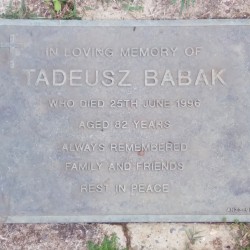 IN LOVING MEMORY OF
TADEUSZ BABAK
WHO DIED 25TH JUNE 1996
AGED 82 YEARS
ALWAYS REMEMBERED
FAMILY AND FRIENDS
REST IN PEACE